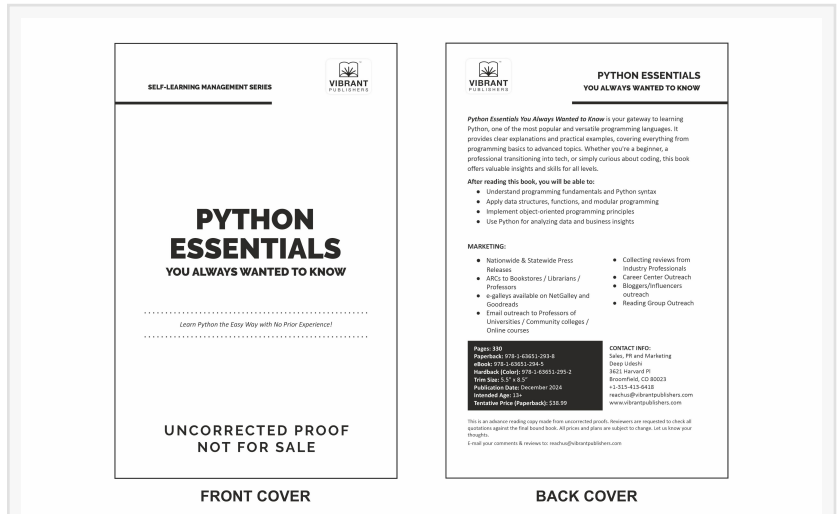 SELF-LEARNING MANAGEMENT SERIES
VIBRANT
PUBLISHERS
PYTHON
ESSENTIALS
YOU ALWAYS WANTED TO KNOW
Learn Python the Easy Way with No Prior Experience!
UNCORRECTED PROOF
NOT FOR SALE
FRONT COVER
VIBRANT
PUBLISHERS
PYTHON ESSENTIALS
YOU ALWAYS WANTED TO KNOW
Python Essentials You Always Wanted to Know is your gateway to learning
Python, one of the most popular and versatile programming languages. It
provides clear explanations and practical examples, covering everything from
programming basics to advanced topics. Whether you're a beginner, a
professional transitioning into tech, or simply curious about coding, this book
offers valuable insights and skills for all levels.
After reading this book, you will be able to:
● Understand programming fundamentals and Python syntax
● Apply data structures, functions, and modular programming
● Implement object-oriented programming principles
● Use Python for analyzing data and business insights
MARKETING:
● Nationwide & Statewide Press
Releases
● ARCs to Bookstores / Librarians /
Professors
● e-galleys available on NetGalley and
Goodreads
● Email outreach to Professors of
Universities / Community colleges /
Online courses
● Collecting reviews from
Industry Professionals
● Career Center Outreach
● Bloggers/Influencers
outreach
● Reading Group Outreach
Pages: 330
Paperback: 978-1-63651-293-8
eBook: 978-1-63651-294-5
Hardback (Color): 978-1-63651-295-2
Trim Size: 5.5" x 8.5"
Publication Date: December 2024
Intended Age: 13+
Tentative Price (Paperback): $38.99
CONTACT INFO:
Sales, PR and Marketing
Deep Udeshi
3621 Harvard Pl
Broomfield, CO 80023
+1-315-413-6418
reachus@vibrantpublishers.com
www.vibrantpublishers.com
This is an advance reading copy made from uncorrected proofs. Reviewers are requested to check all
quotations against the final bound book. All prices and plans are subject to change. Let us know your
thoughts.
E-mail your comments & reviews to: reachus@vibrantpublishers.com
BACK COVER